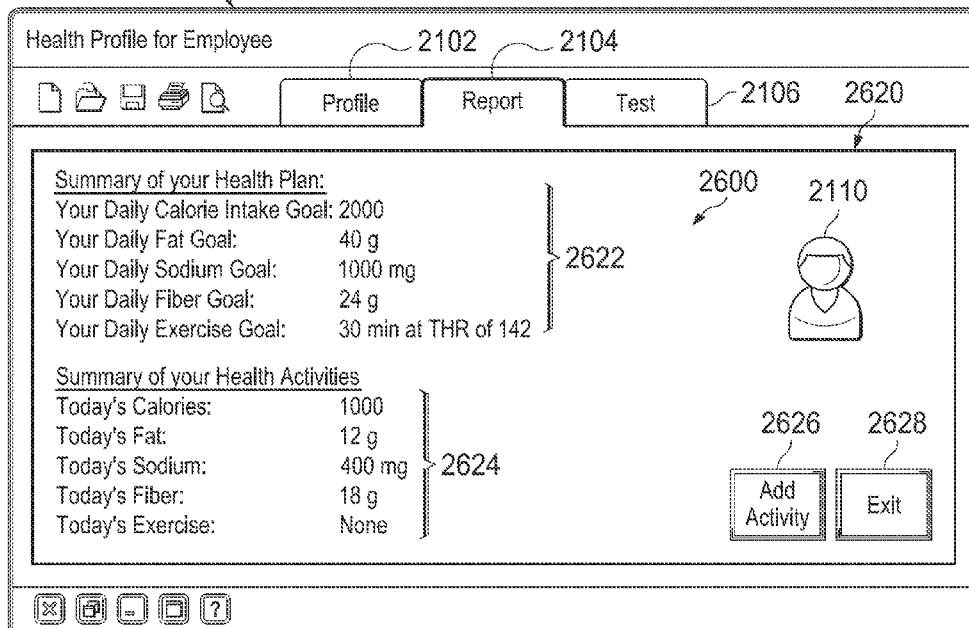 Health Profile for Employee
2102
2104
Profile
Report
Test
2106
2620
Summary of your Health Plan:
Your Daily Calorie Intake Goal: 2000
Your Daily Fat Goal: 40 g
Your Daily Sodium Goal: 1000 mg
Your Daily Fiber Goal: 24 g
Your Daily Exercise Goal: 30 min at THR of 142
2622
2600
2110
Summary of your Health Activities
Today's Calories: 1000
Today's Fat: 12 g
Today's Sodium: 400 mg
Today's Fiber: 18 g
Today's Exercise: None
2624
2626
2628
Add
Activity
Exit
?